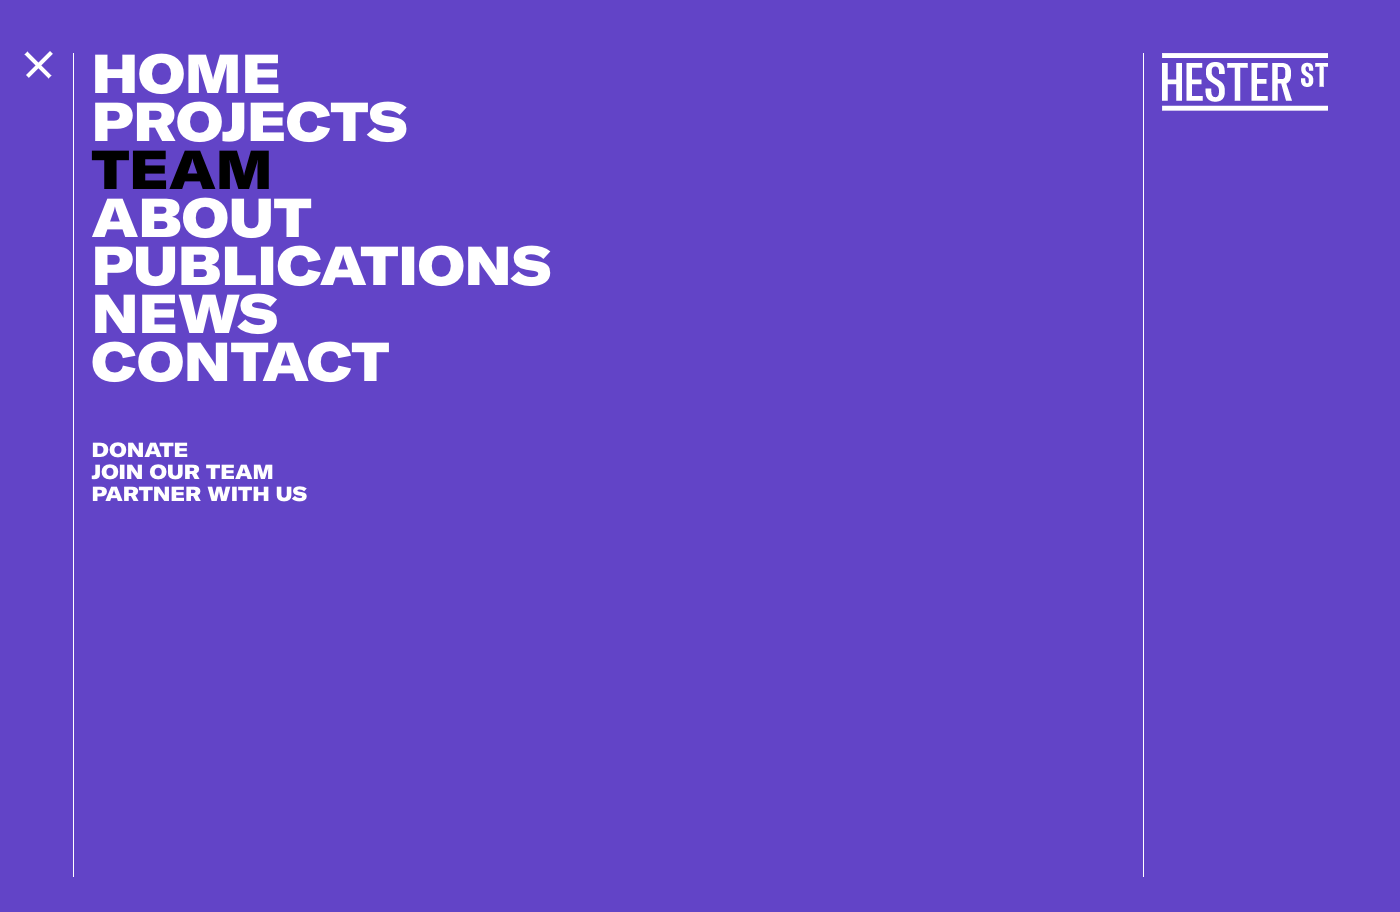 HOME
PROJECTS
TEAM
ABOUT
PUBLICATIONS
NEWS
CONTACT
DONATE
JOIN OUR TEAM
PARTNER WITH US
HESTER ST